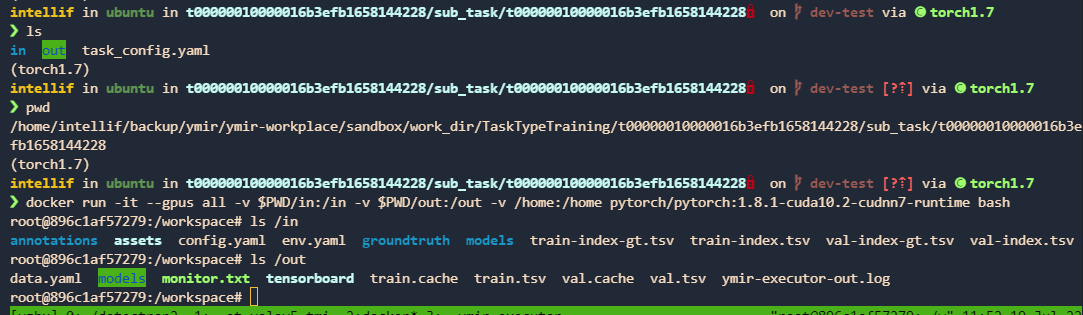 intellif in ubuntu in t00000010000016b3efb1658144228/sub_task/t00000010000016b3efb1658144228 on dev-test via C torch1.7
❯ ls
in out task_config.yaml
(torch1.7)
intellif in ubuntu in t00000010000016b3efb1658144228/sub_task/t00000010000016b3efb1658144228 on dev-test [?⇡] via C torch1.7
❯ pwd
/home/intellif/backup/ymir/ymir-workplace/sandbox/work_dir/TaskTypeTraining/t00000010000016b3efb1658144228/sub_task/t00000010000016b3e
fb1658144228
(torch1.7)
intellif in ubuntu in t00000010000016b3efb1658144228/sub_task/t00000010000016b3efb1658144228 on dev-test [?⇡] via C torch1.7
❯ docker run -it --gpus all -v $PWD/in:/in -v $PWD/out:/out -v /home:/home pytorch/pytorch:1.8.1-cuda10.2-cudnn7-runtime bash
root@896c1af57279:/workspace# ls /in
annotations assets config.yaml env.yaml groundtruth models train-index-gt.tsv train-index.tsv val-index-gt.tsv val-index.tsv
root@896c1af57279:/workspace# ls /out
data.yaml models monitor.txt tensorboard train.cache train.tsv val.cache val.tsv ymir-executor-out.log
root@896c1af57279:/workspace#